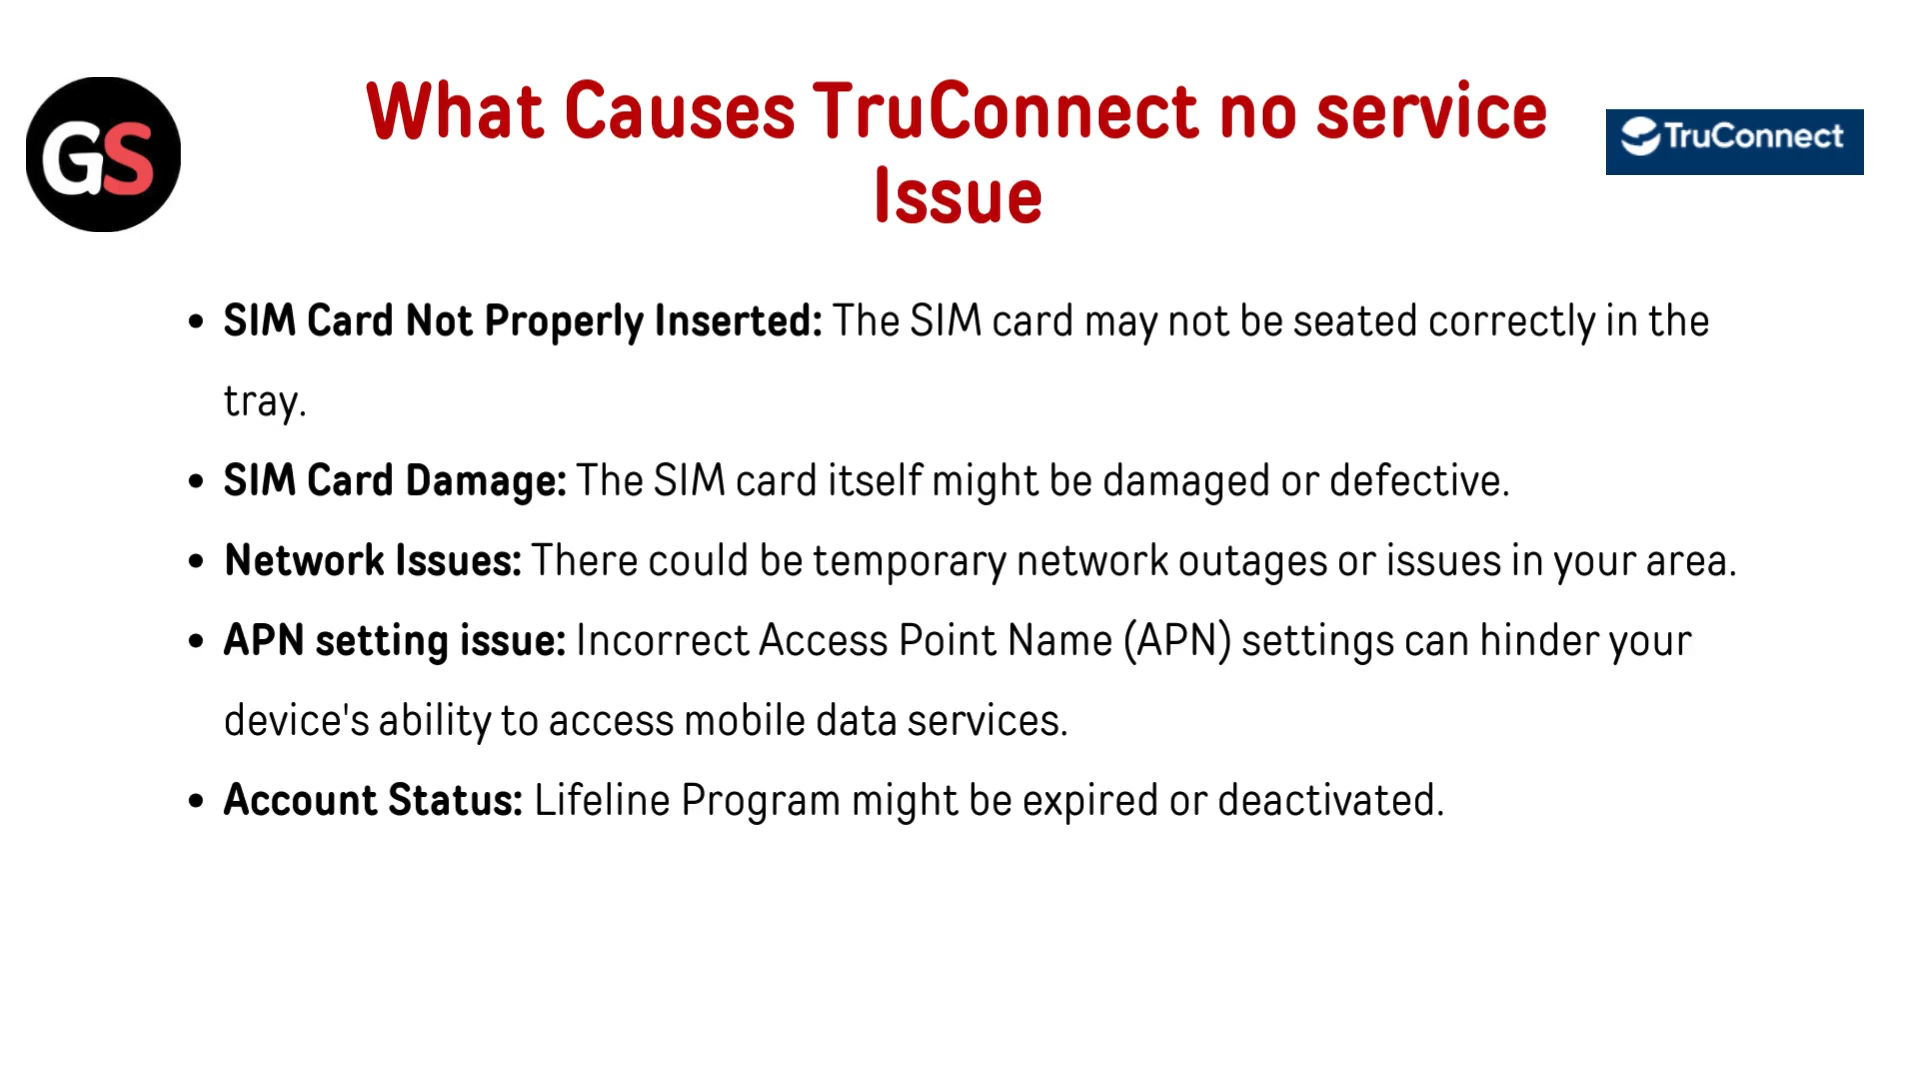 GS
What Causes TruConnect no service
Issue
TruConnect
• SIM Card Not Properly Inserted: The SIM card may not be seated correctly in the
tray.
• SIM Card Damage: The SIM card itself might be damaged or defective.
• Network Issues: There could be temporary network outages or issues in your area.
• APN setting issue: Incorrect Access Point Name (APN) settings can hinder your
device's ability to access mobile data services.
• Account Status: Lifeline Program might be expired or deactivated.